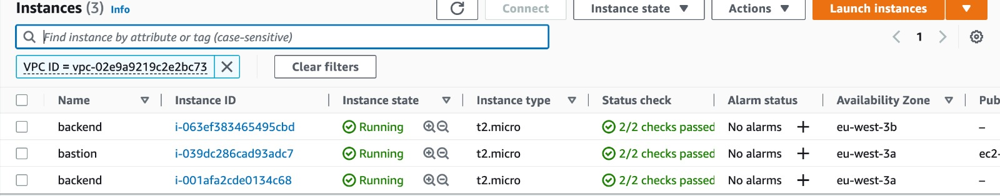 Instances (3) Info Connect Instance state Actions Launch instances
Find instance by attribute or tag (case-sensitive) 1
VPC ID = vpc-02e9a9219c2e2bc73 Clear filters
Name Instance ID Instance state Instance type Status check Alarm status Availability Zone Pub
backend i-063ef383465495cbd Running t2.micro 2/2 checks passed No alarms + eu-west-3b –
bastion i-039dc286cad93adc7 Running t2.micro 2/2 checks passed No alarms + eu-west-3a ec2-
backend i-001afa2cde0134c68 Running t2.micro 2/2 checks passed No alarms + eu-west-3a –